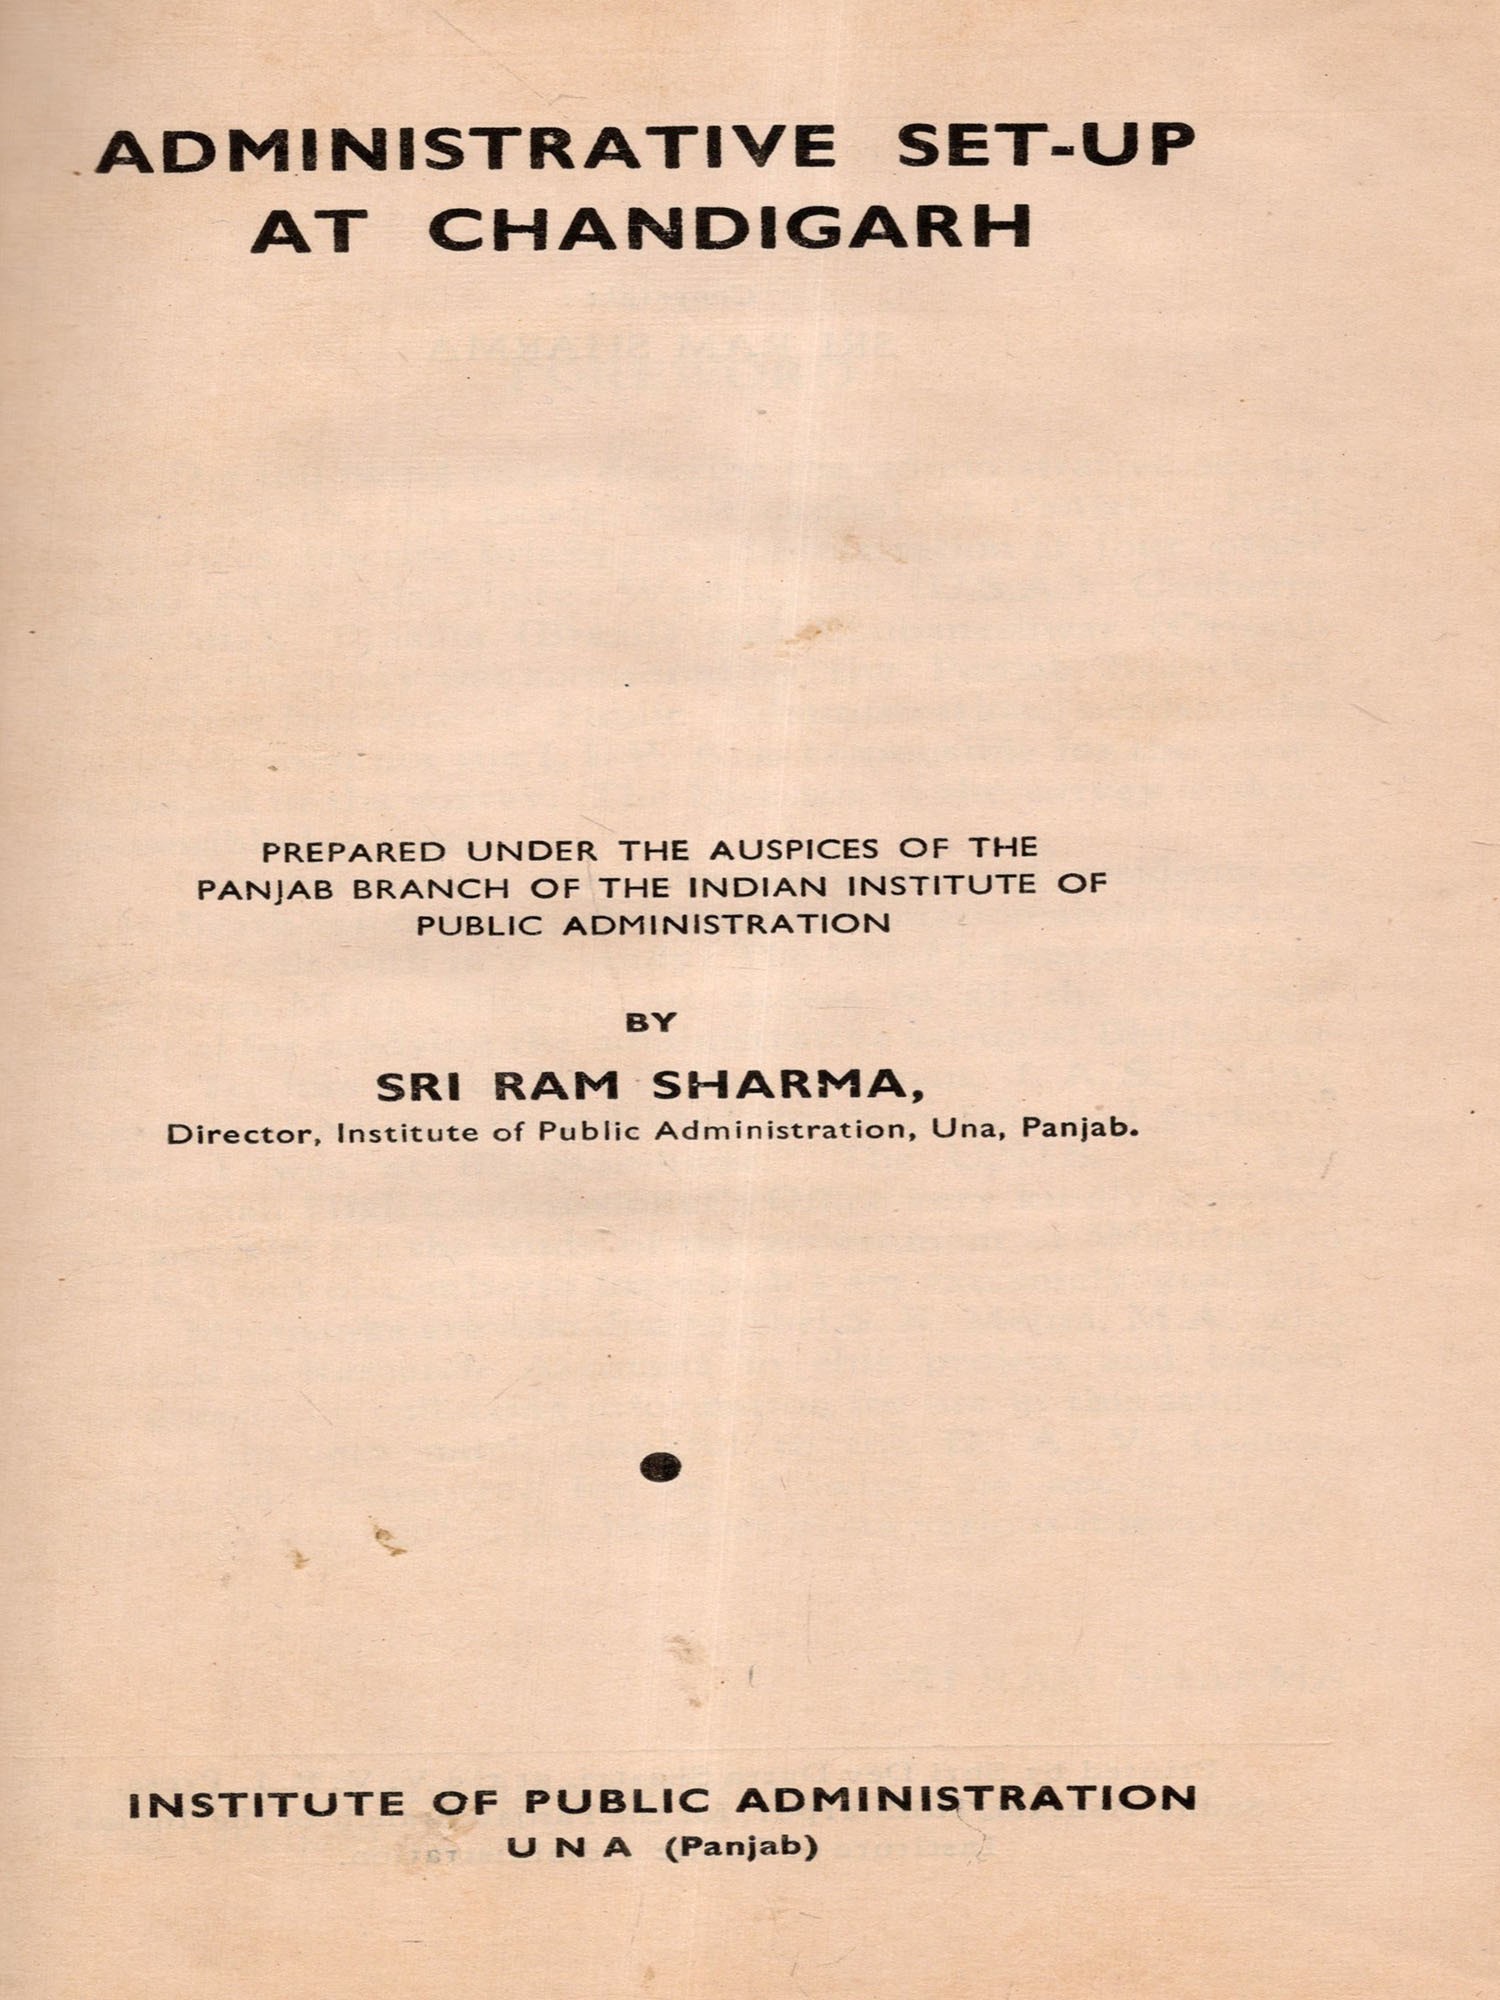 ADMINISTRATIVE SET-UP
AT CHANDIGARH
PREPARED UNDER THE AUSPICES OF THE
PANJAB BRANCH OF THE INDIAN INSTITUTE OF
PUBLIC ADMINISTRATION
BY
SRI RAM SHARMA,
Director, Institute of Public Administration, Una, Panjab.
INSTITUTE OF PUBLIC ADMINISTRATION
UNA (Panjab)